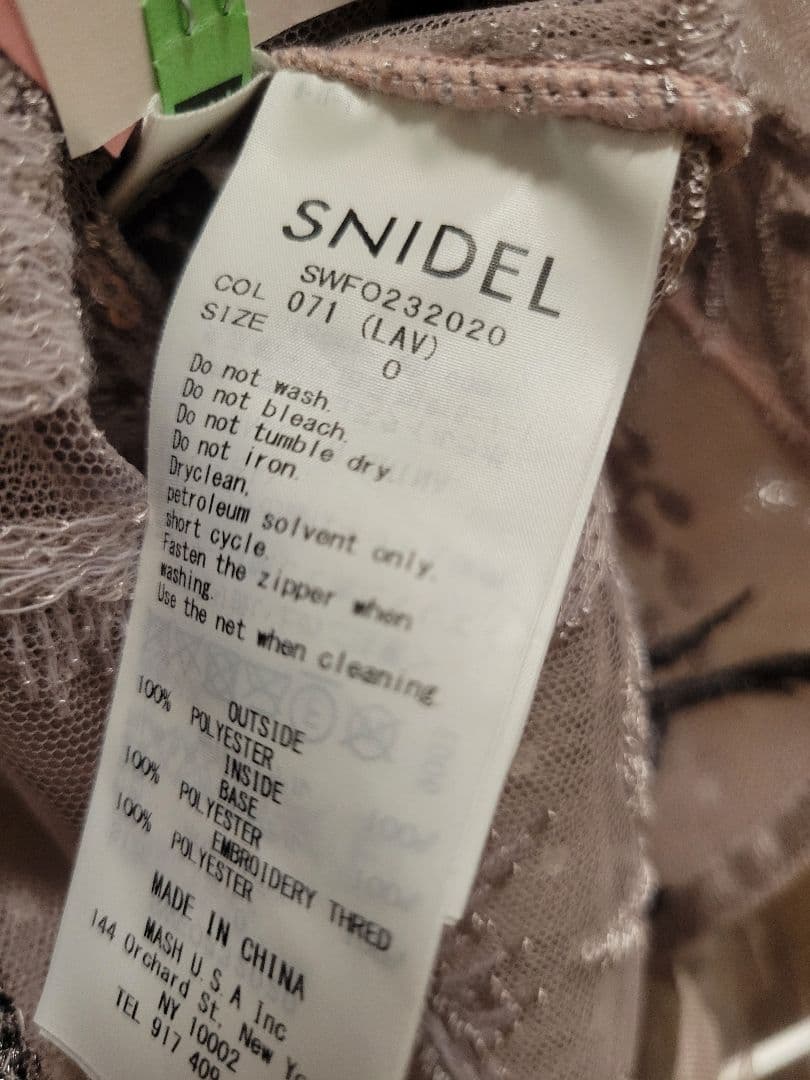 SNIDEL
SWFO232020
COL 071 (LAV)
SIZE 0
Do not wash.
Do not bleach.
Do not tumble dry.
Do not iron.
Dryclean,
petroleum solvent only.
short cycle.
Fasten the zipper when
washing.
Use the net when cleaning.
OUTSIDE
100% POLYESTER
INSIDE
BASE
100% POLYESTER
EMBROIDERY THRED
100% POLYESTER
MADE IN CHINA
MASH U.S.A Inc
144 Orchard St. New Yo
NY 10002
TEL 917 409